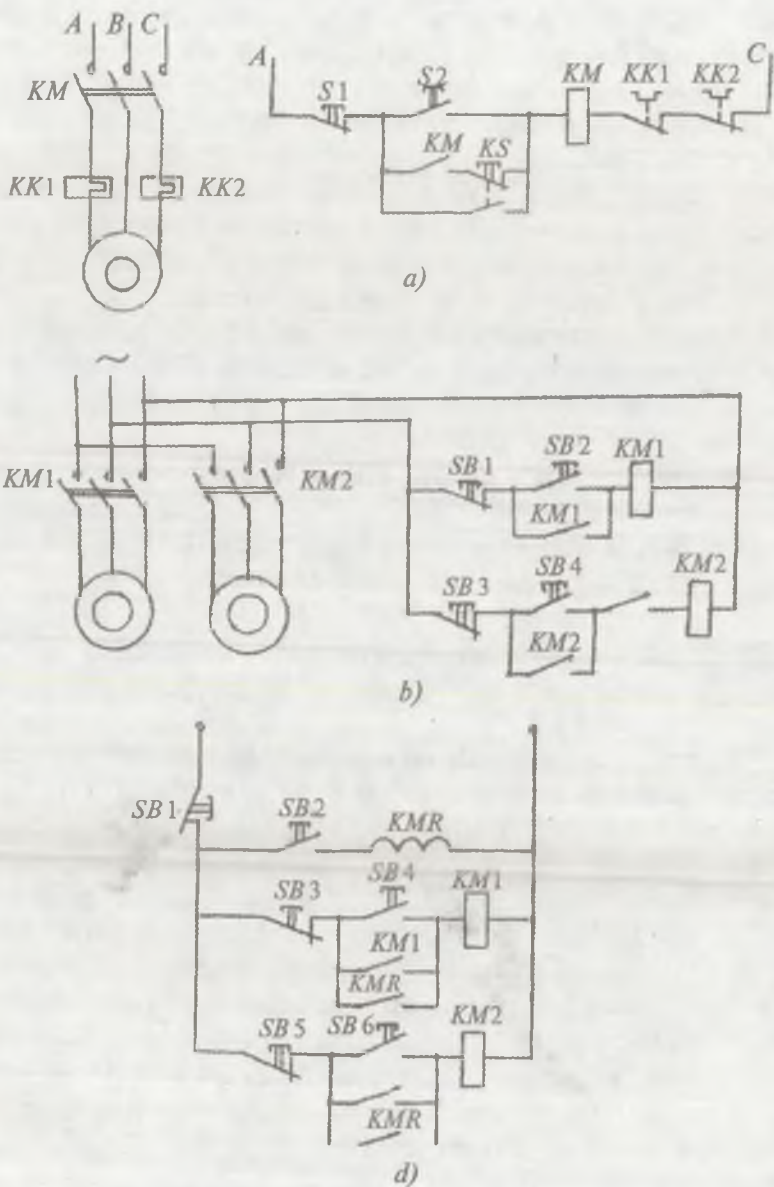 A B C
KM
KK1 KK2
A S1 S2 KM KK1 KK2 C
KM KS
a)
~
KM1 KM2
SB1 SB2 KM1
KM1
SB3 SB4 KM2
KM2
b)
SB1 SB2 KMR
SB3 SB4 KM1
KM1
KMR
SB5 SB6 KM2
KMR
d)